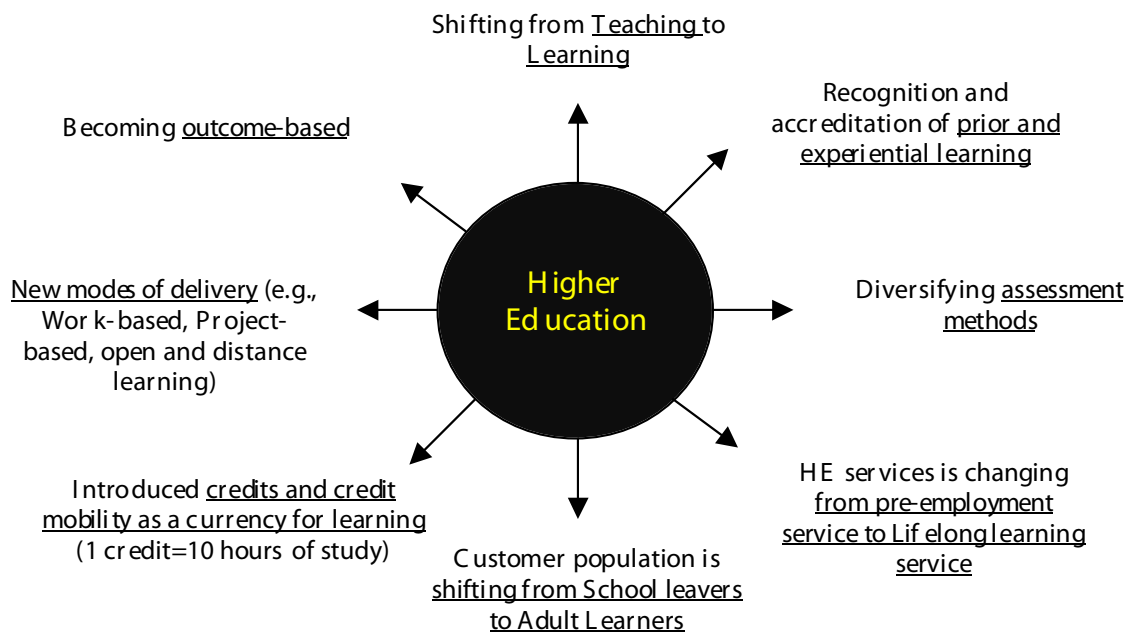 Shifting from Teaching to
Learning
Recognition and
accreditation of prior and
experiential learning
Becoming outcome-based
Higher
Education
New modes of delivery (e.g.,
Work-based, Project-
based, open and distance
learning)
Diversifying assessment
methods
Introduced credits and credit
mobility as a currency for learning
(1 credit=10 hours of study)
HE services is changing
from pre-employment
service to Lifelong learning
service
Customer population is
shifting from School leavers
to Adult Learners